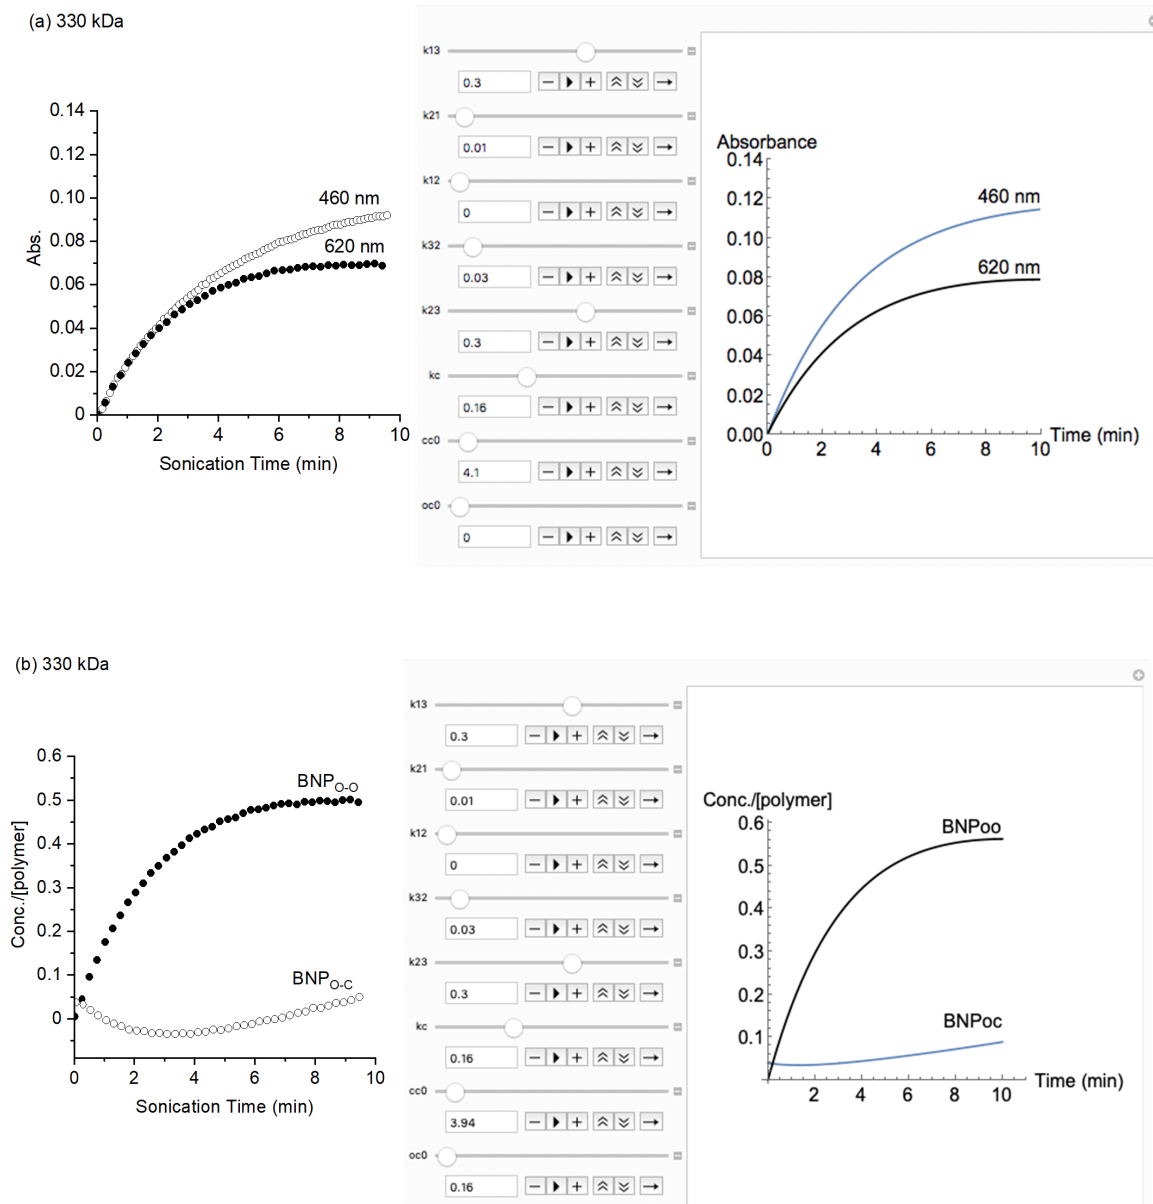 (a) 330 kDa
0.14
0.12
0.10
0.08
0.06
0.04
0.02
0
Abs.
460 nm
620 nm
0 2 4 6 8 10
Sonication Time (min)
k13
0.3
k21
0.01
k12
0
k32
0.03
k23
0.3
kc
0.16
cc0
4.1
oc0
0
Absorbance
0.14
0.12
0.10
0.08
0.06
0.04
0.02
0.00
460 nm
620 nm
0 2 4 6 8 10
Time (min)
(b) 330 kDa
0.6
0.5
0.4
0.3
0.2
0.1
0
Conc./[polymer]
BNPO-O
BNPO-C
0 2 4 6 8 10
Sonication Time (min)
k13
0.3
k21
0.01
k12
0
k32
0.03
k23
0.3
kc
0.16
cc0
3.94
oc0
0.16
Conc./[polymer]
0.6
0.5
0.4
0.3
0.2
0.1
BNPoo
BNPoc
2 4 6 8 10
Time (min)